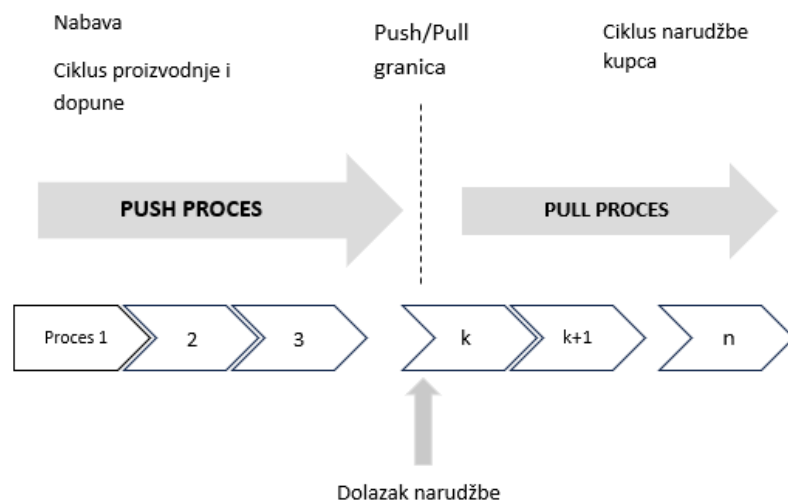 Nabava
Ciklus proizvodnje i
dopune
Push/Pull
granica
Ciklus narudžbe
kupca
PUSH PROCES
PULL PROCES
Proces 1
2
3
k
k+1
n
Dolazak narudžbe